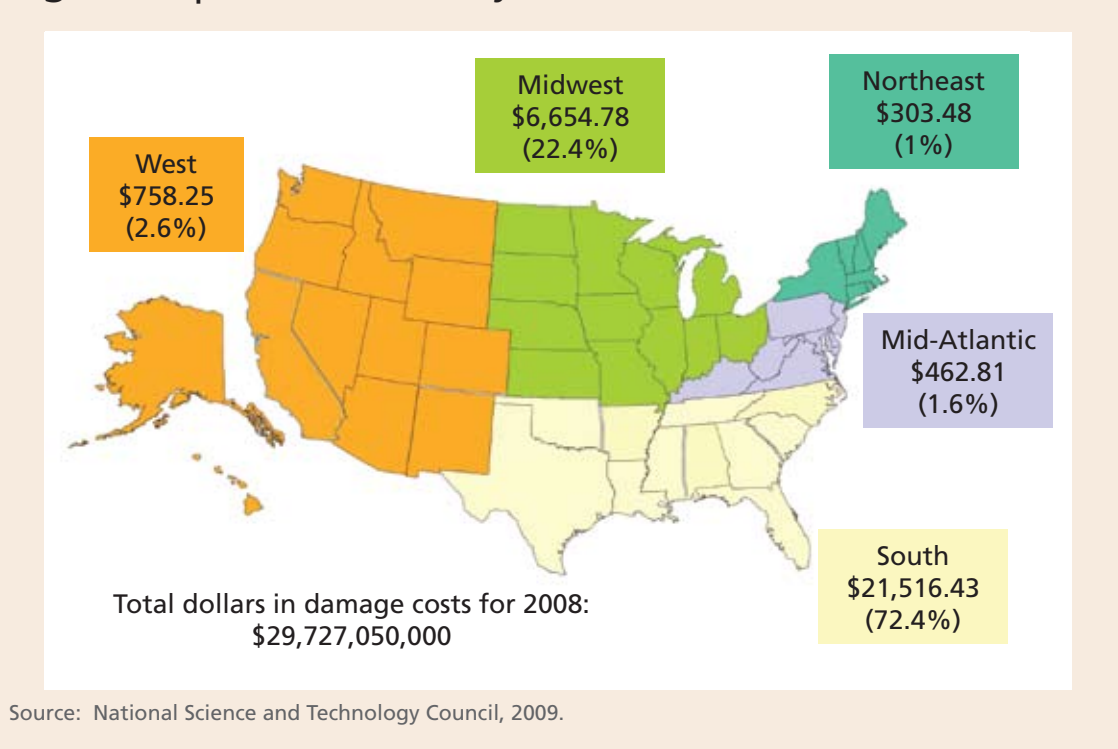 West
$758.25
(2.6%)
Midwest
$6,654.78
(22.4%)
Northeast
$303.48
(1%)
Mid-Atlantic
$462.81
(1.6%)
South
$21,516.43
(72.4%)
Total dollars in damage costs for 2008:
$29,727,050,000
Source: National Science and Technology Council, 2009.